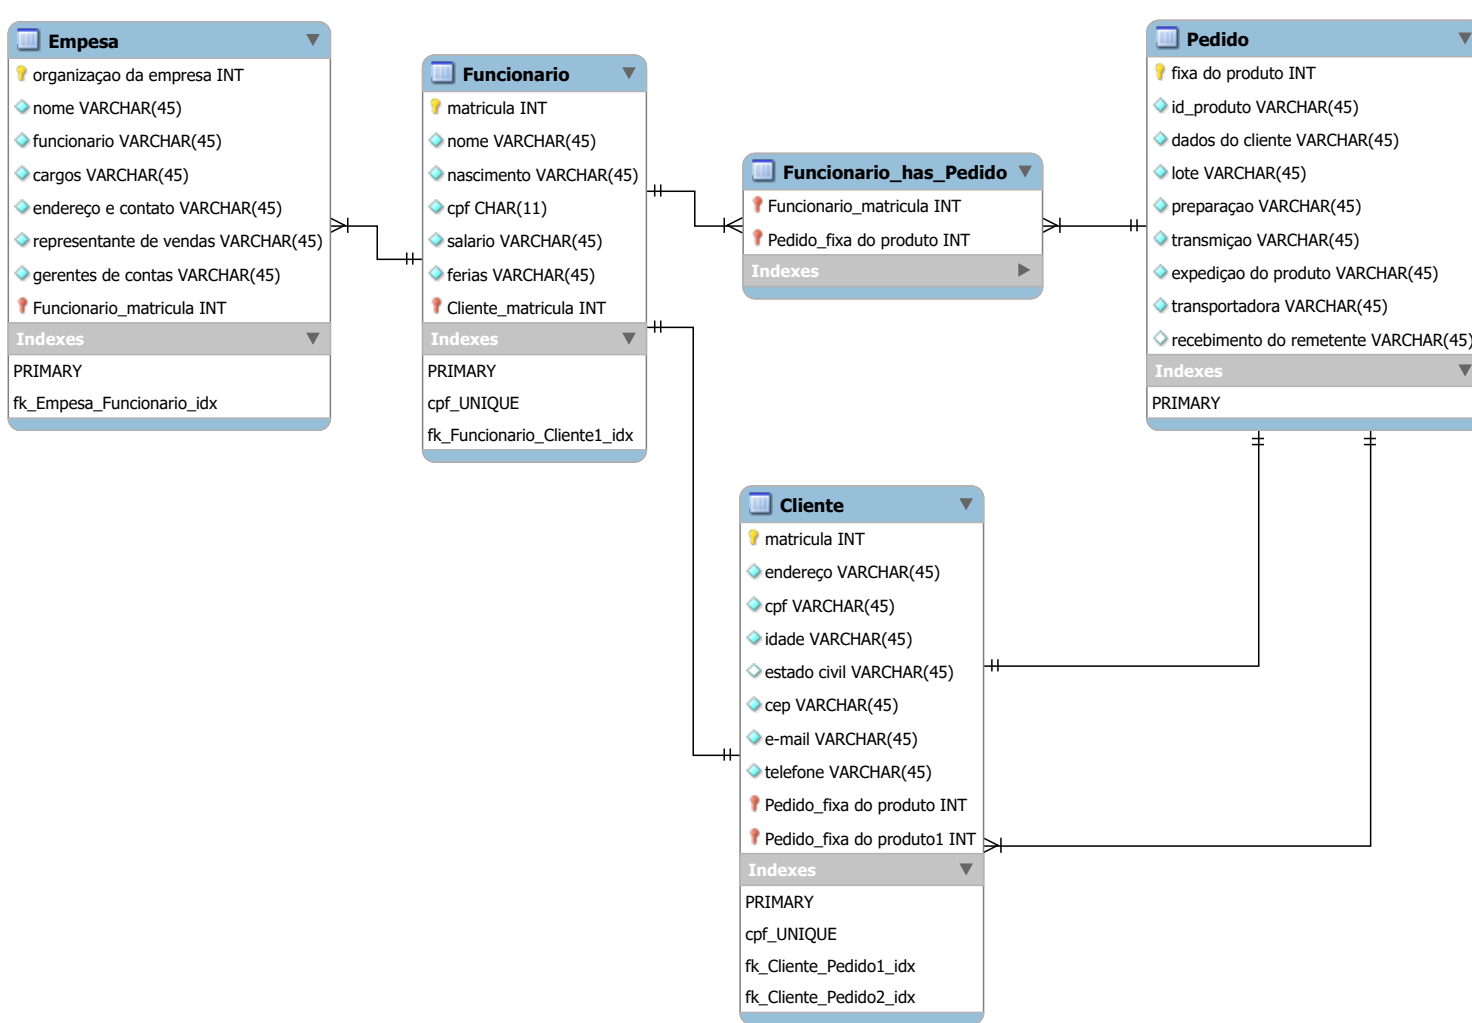 Empesa
organizaçao da empresa INT
nome VARCHAR(45)
funcionario VARCHAR(45)
cargos VARCHAR(45)
endereço e contato VARCHAR(45)
representante de vendas VARCHAR(45)
gerentes de contas VARCHAR(45)
Funcionario_matricula INT
Indexes
PRIMARY
fk_Empesa_Funcionario_idx
Funcionario
matricula INT
nome VARCHAR(45)
nascimento VARCHAR(45)
cpf CHAR(11)
salario VARCHAR(45)
ferias VARCHAR(45)
Cliente_matricula INT
Indexes
PRIMARY
cpf_UNIQUE
fk_Funcionario_Cliente1_idx
Funcionario_has_Pedido
Funcionario_matricula INT
Pedido_fixa do produto INT
Indexes
Pedido
fixa do produto INT
id_produto VARCHAR(45)
dados do cliente VARCHAR(45)
lote VARCHAR(45)
preparaçao VARCHAR(45)
transmiçao VARCHAR(45)
expediçao do produto VARCHAR(45)
transportadora VARCHAR(45)
recebimento do remetente VARCHAR(45)
Indexes
PRIMARY
Cliente
matricula INT
endereço VARCHAR(45)
cpf VARCHAR(45)
idade VARCHAR(45)
estado civil VARCHAR(45)
cep VARCHAR(45)
e-mail VARCHAR(45)
telefone VARCHAR(45)
Pedido_fixa do produto INT
Pedido_fixa do produto1 INT
Indexes
PRIMARY
cpf_UNIQUE
fk_Cliente_Pedido1_idx
fk_Cliente_Pedido2_idx